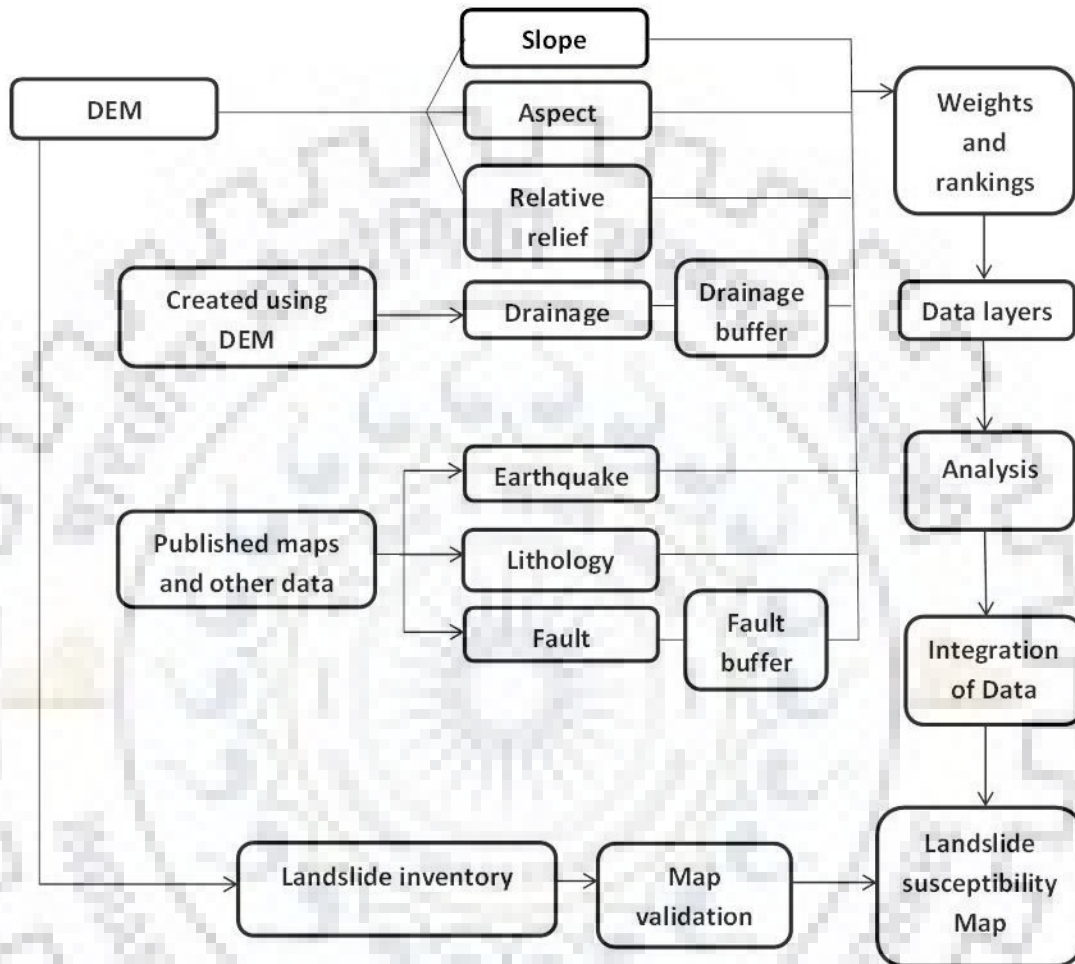 Slope
DEM
Aspect
Relative
relief
Weights
and
rankings
Created using
DEM
Drainage
Drainage
buffer
Data layers
Earthquake
Analysis
Published maps
and other data
Lithology
Fault
Fault
buffer
Integration
of Data
Landslide inventory
Map
validation
Landslide
susceptibility
Map